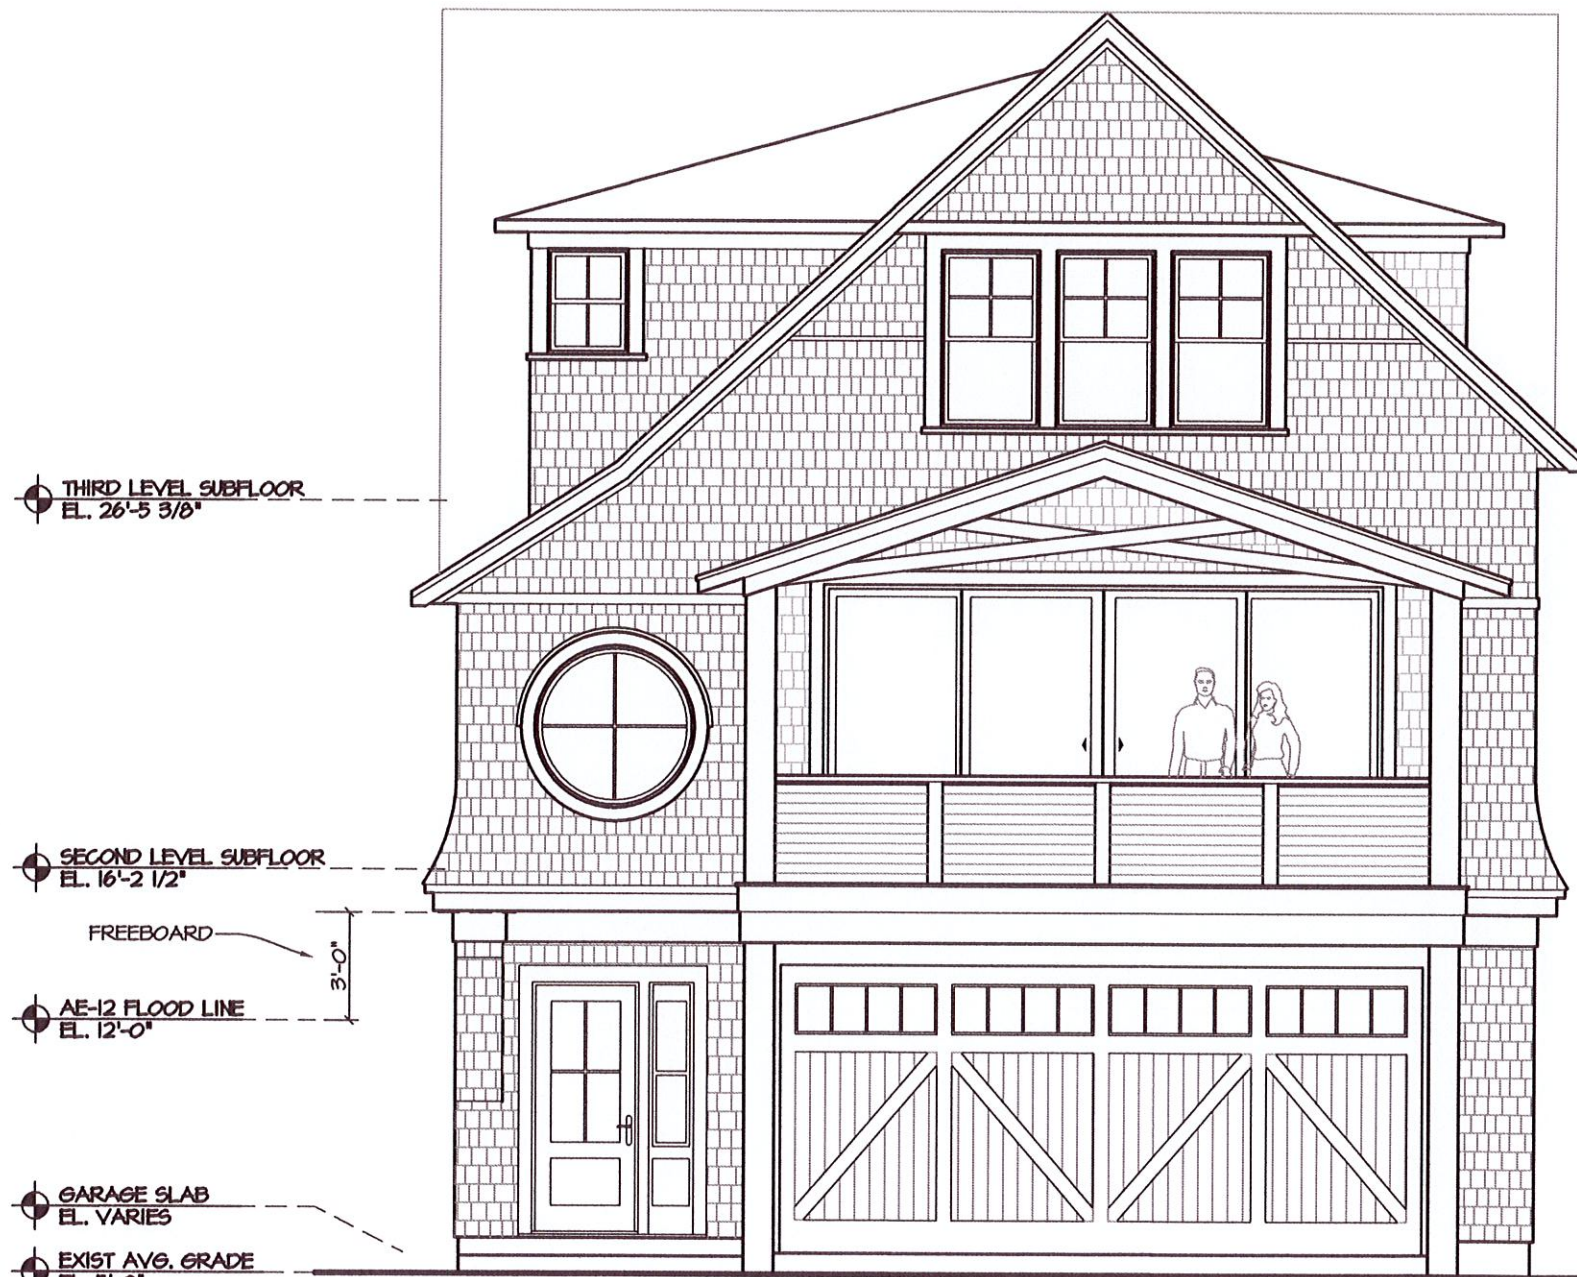 THIRD LEVEL SUBFLOOR
EL. 26'-5 3/8"
SECOND LEVEL SUBFLOOR
EL. 16'-2 1/2"
FREEBOARD
3'-0"
AE-12 FLOOD LINE
EL. 12'-0"
GARAGE SLAB
EL. VARIES
EXIST AVG. GRADE